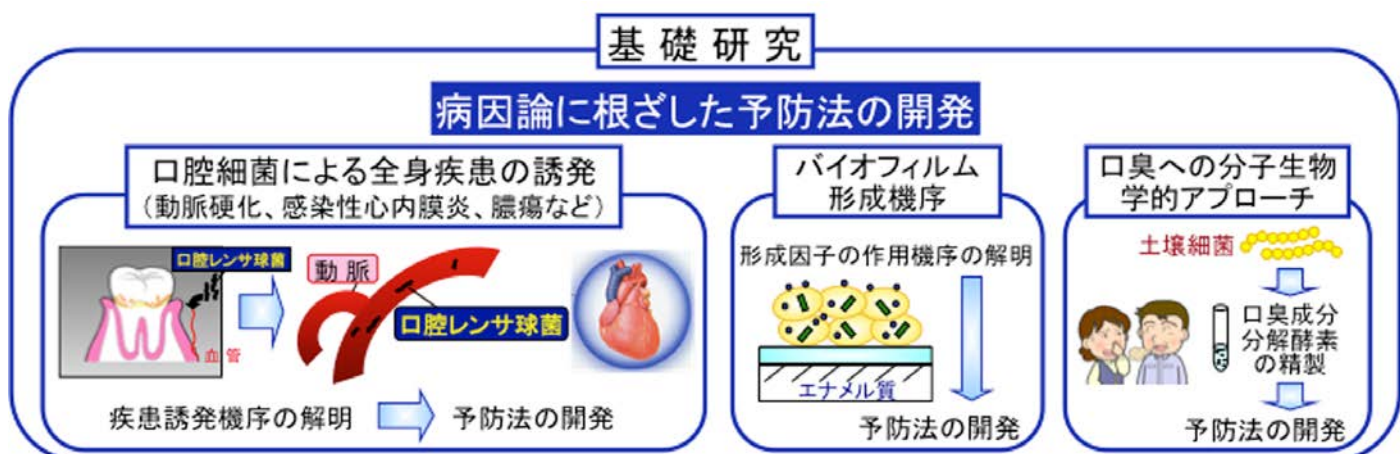 基礎研究
病因論に根ざした予防法の開発
口腔細菌による全身疾患の誘発
（動脈硬化、感染性心内膜炎、膿瘍など）
口腔レンサ球菌
血管
動脈
口腔レンサ球菌
疾患誘発機序の解明
予防法の開発
バイオフィルム
形成機序
形成因子の作用機序の解明
エナメル質
予防法の開発
口臭への分子生物
学的アプローチ
土壌細菌
口臭成分
分解酵素
の精製
予防法の開発